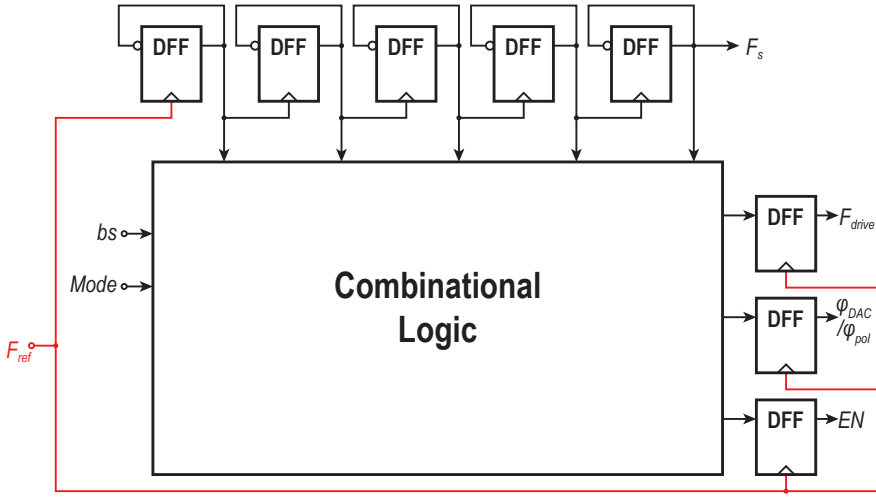 DFF DFF DFF DFF DFF
F_s
bs
Mode
F_ref
Combinational
Logic
DFF
F_drive
DFF
φ_DAC
/φ_pol
DFF
EN